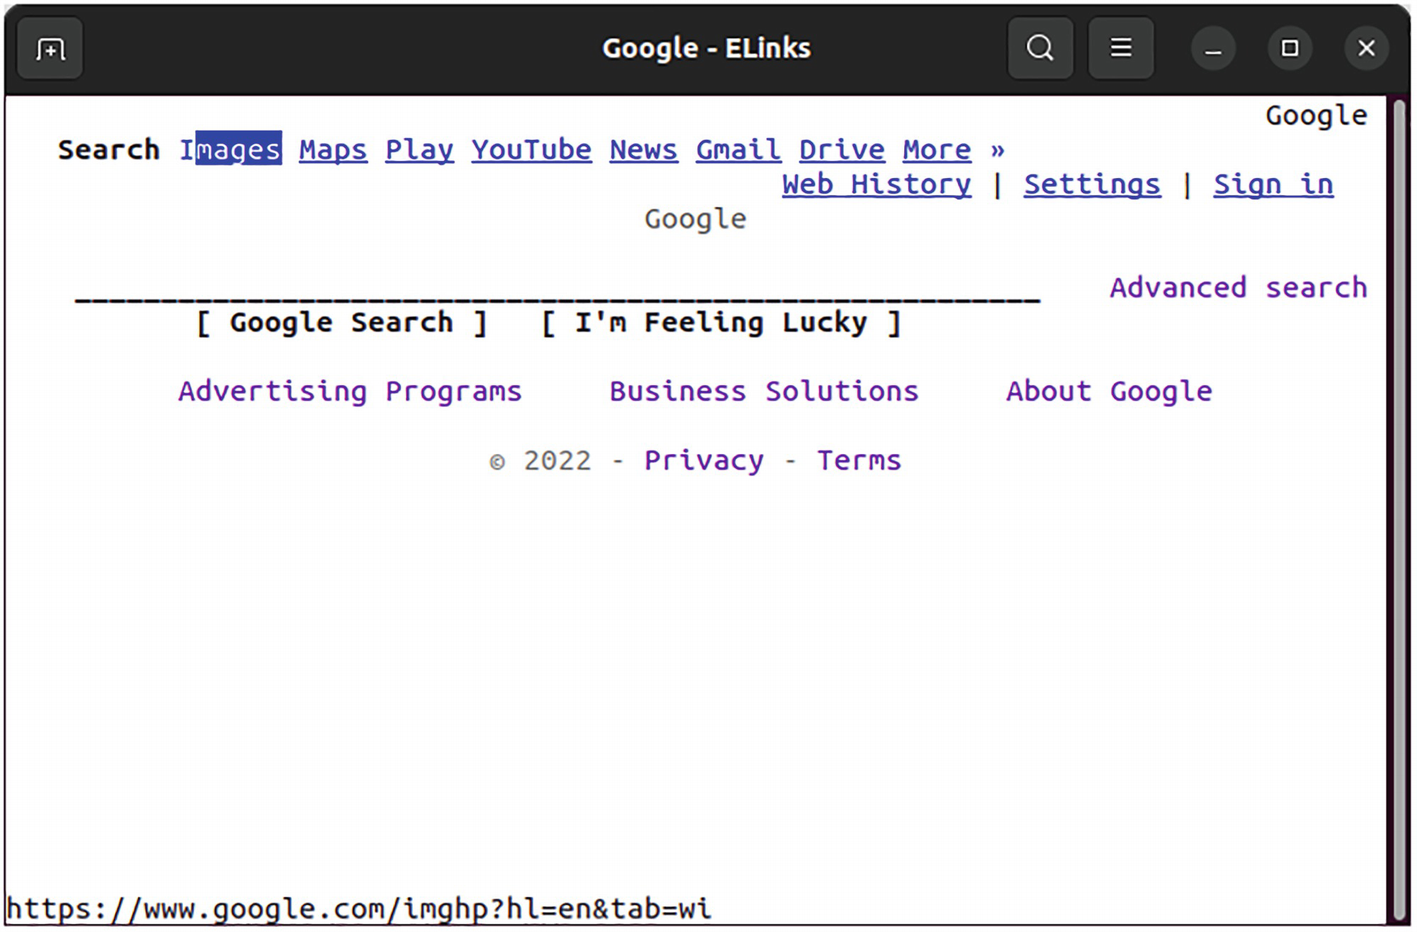 Google - ELinks
Google
Search Images Maps Play YouTube News Gmail Drive More »
Web History | Settings | Sign in
Google
Advanced search
[ Google Search ] [ I'm Feeling Lucky ]
Advertising Programs Business Solutions About Google
© 2022 - Privacy - Terms
https://www.google.com/imghp?hl=en&tab=wi